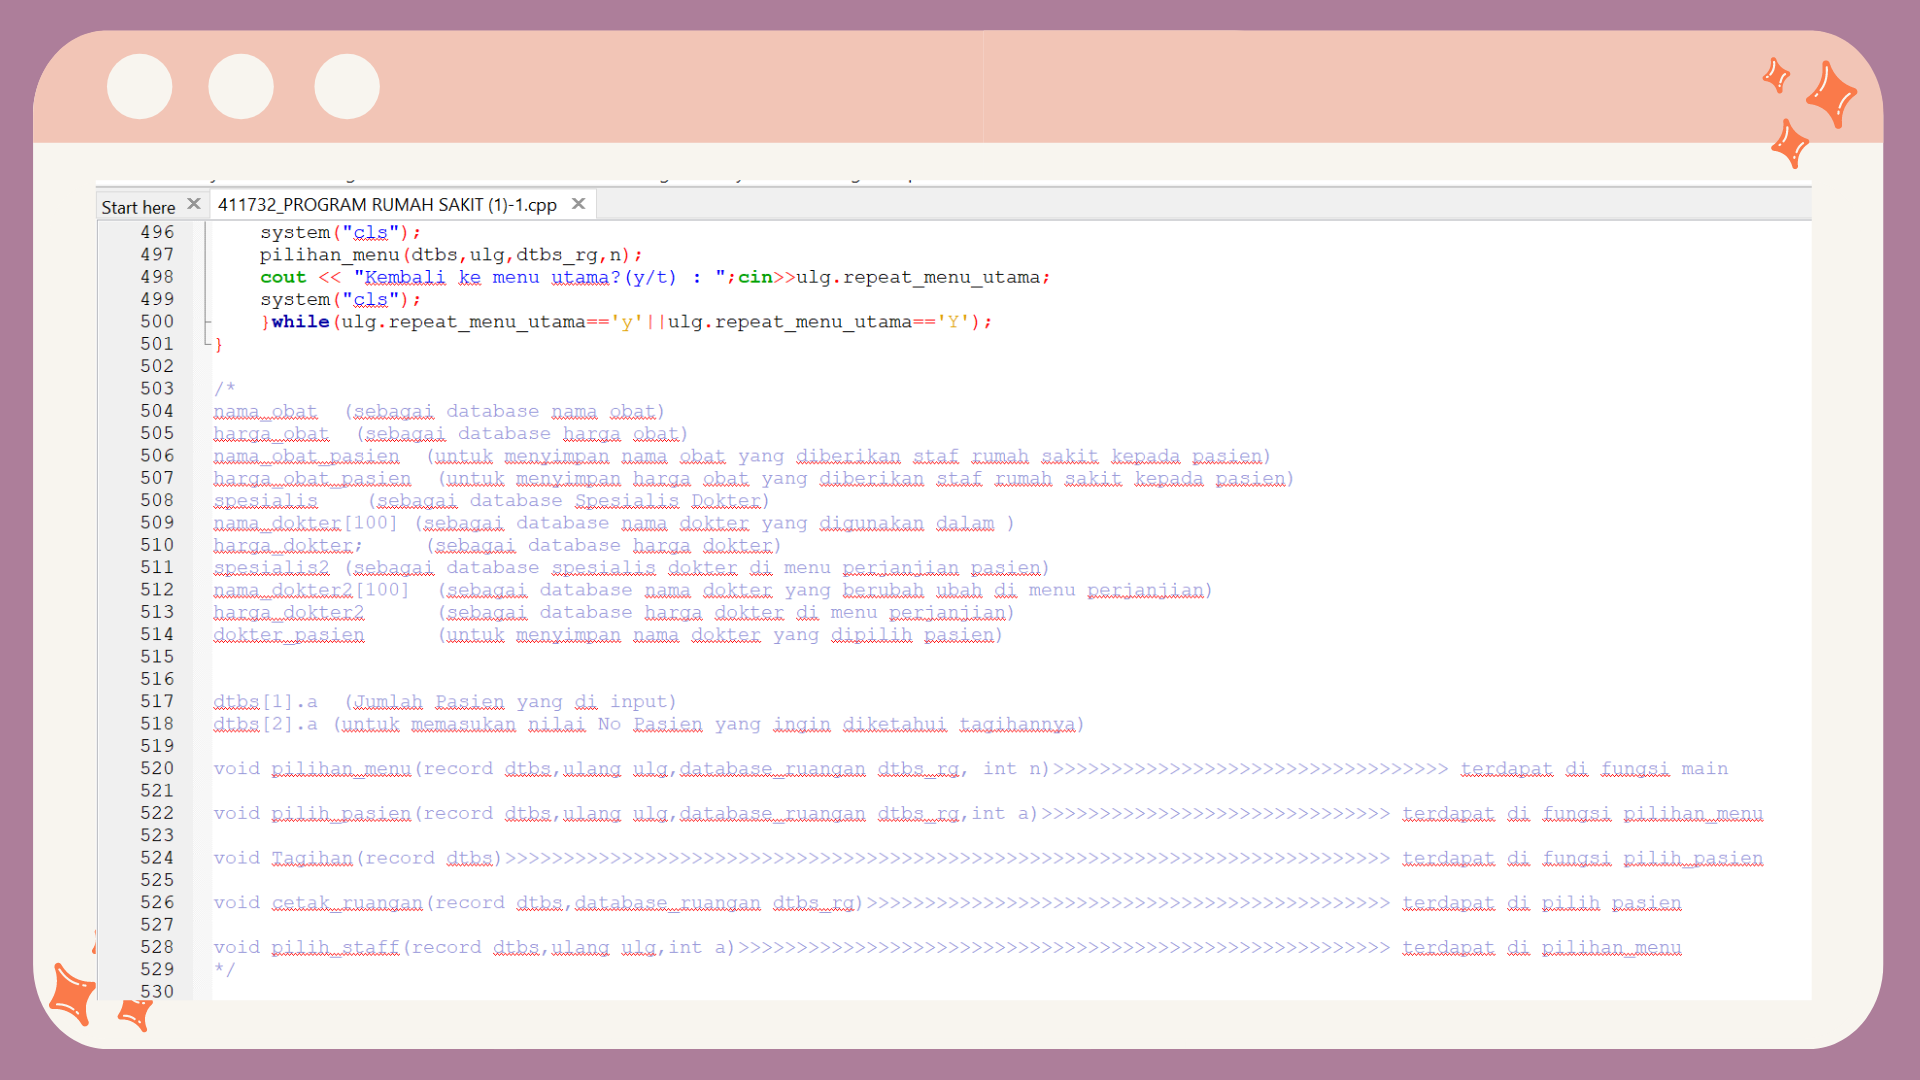 Start here
411732_PROGRAM RUMAH SAKIT (1)-1.cpp
496 system("cls");
497 pilihan_menu(dtbs,ulg,dtbs_rg,n);
498 cout << "Kembali ke menu utama?(y/t) : ";cin>>ulg.repeat_menu_utama;
499 system("cls");
500 }while(ulg.repeat_menu_utama=='y'||ulg.repeat_menu_utama=='Y');
501 }
502
503 /*
504 nama_obat (sebagai database nama obat)
505 harga_obat (sebagai database harga obat)
506 nama_obat_pasien (untuk menyimpan nama obat yang diberikan staf rumah sakit kepada pasien)
507 harga_obat_pasien (untuk menyimpan harga obat yang diberikan staf rumah sakit kepada pasien)
508 spesialis (sebagai database Spesialis Dokter)
509 nama_dokter[100] (sebagai database nama dokter yang digunakan dalam )
510 harga_dokter; (sebagai database harga dokter)
511 spesialis2 (sebagai database spesialis dokter di menu perjanjian pasien)
512 nama_dokter2[100] (sebagai database nama dokter yang berubah ubah di menu perjanjian)
513 harga_dokter2 (sebagai database harga dokter di menu perjanjian)
514 dokter_pasien (untuk menyimpan nama dokter yang dipilih pasien)
515
516
517 dtbs[1].a (Jumlah Pasien yang di input)
518 dtbs[2].a (untuk memasukan nilai No Pasien yang ingin diketahui tagihannya)
519
520 void pilihan_menu(record dtbs,ulang ulg,database_ruangan dtbs_rg, int n)>>>>>>>>>>>>>>>>>>>>>>>>>>>>>>>>>> terdapat di fungsi main
521
522 void pilih_pasien(record dtbs,ulang ulg,database_ruangan dtbs_rg,int a)>>>>>>>>>>>>>>>>>>>>>>>>>>>>>> terdapat di fungsi pilihan_menu
523
524 void Tagihan(record dtbs)>>>>>>>>>>>>>>>>>>>>>>>>>>>>>>>>>>>>>>>>>>>>>>>>>>>>>>>>>>>>>>>>>>>>>>>>>>>> terdapat di fungsi pilih_pasien
525
526 void cetak_ruangan(record dtbs,database_ruangan dtbs_rg)>>>>>>>>>>>>>>>>>>>>>>>>>>>>>>>>>>>>>>>>>>>>> terdapat di pilih pasien
527
528 void pilih_staff(record dtbs,ulang ulg,int a)>>>>>>>>>>>>>>>>>>>>>>>>>>>>>>>>>>>>>>>>>>>>>>>>>>>>>>>> terdapat di pilihan_menu
529 */
530